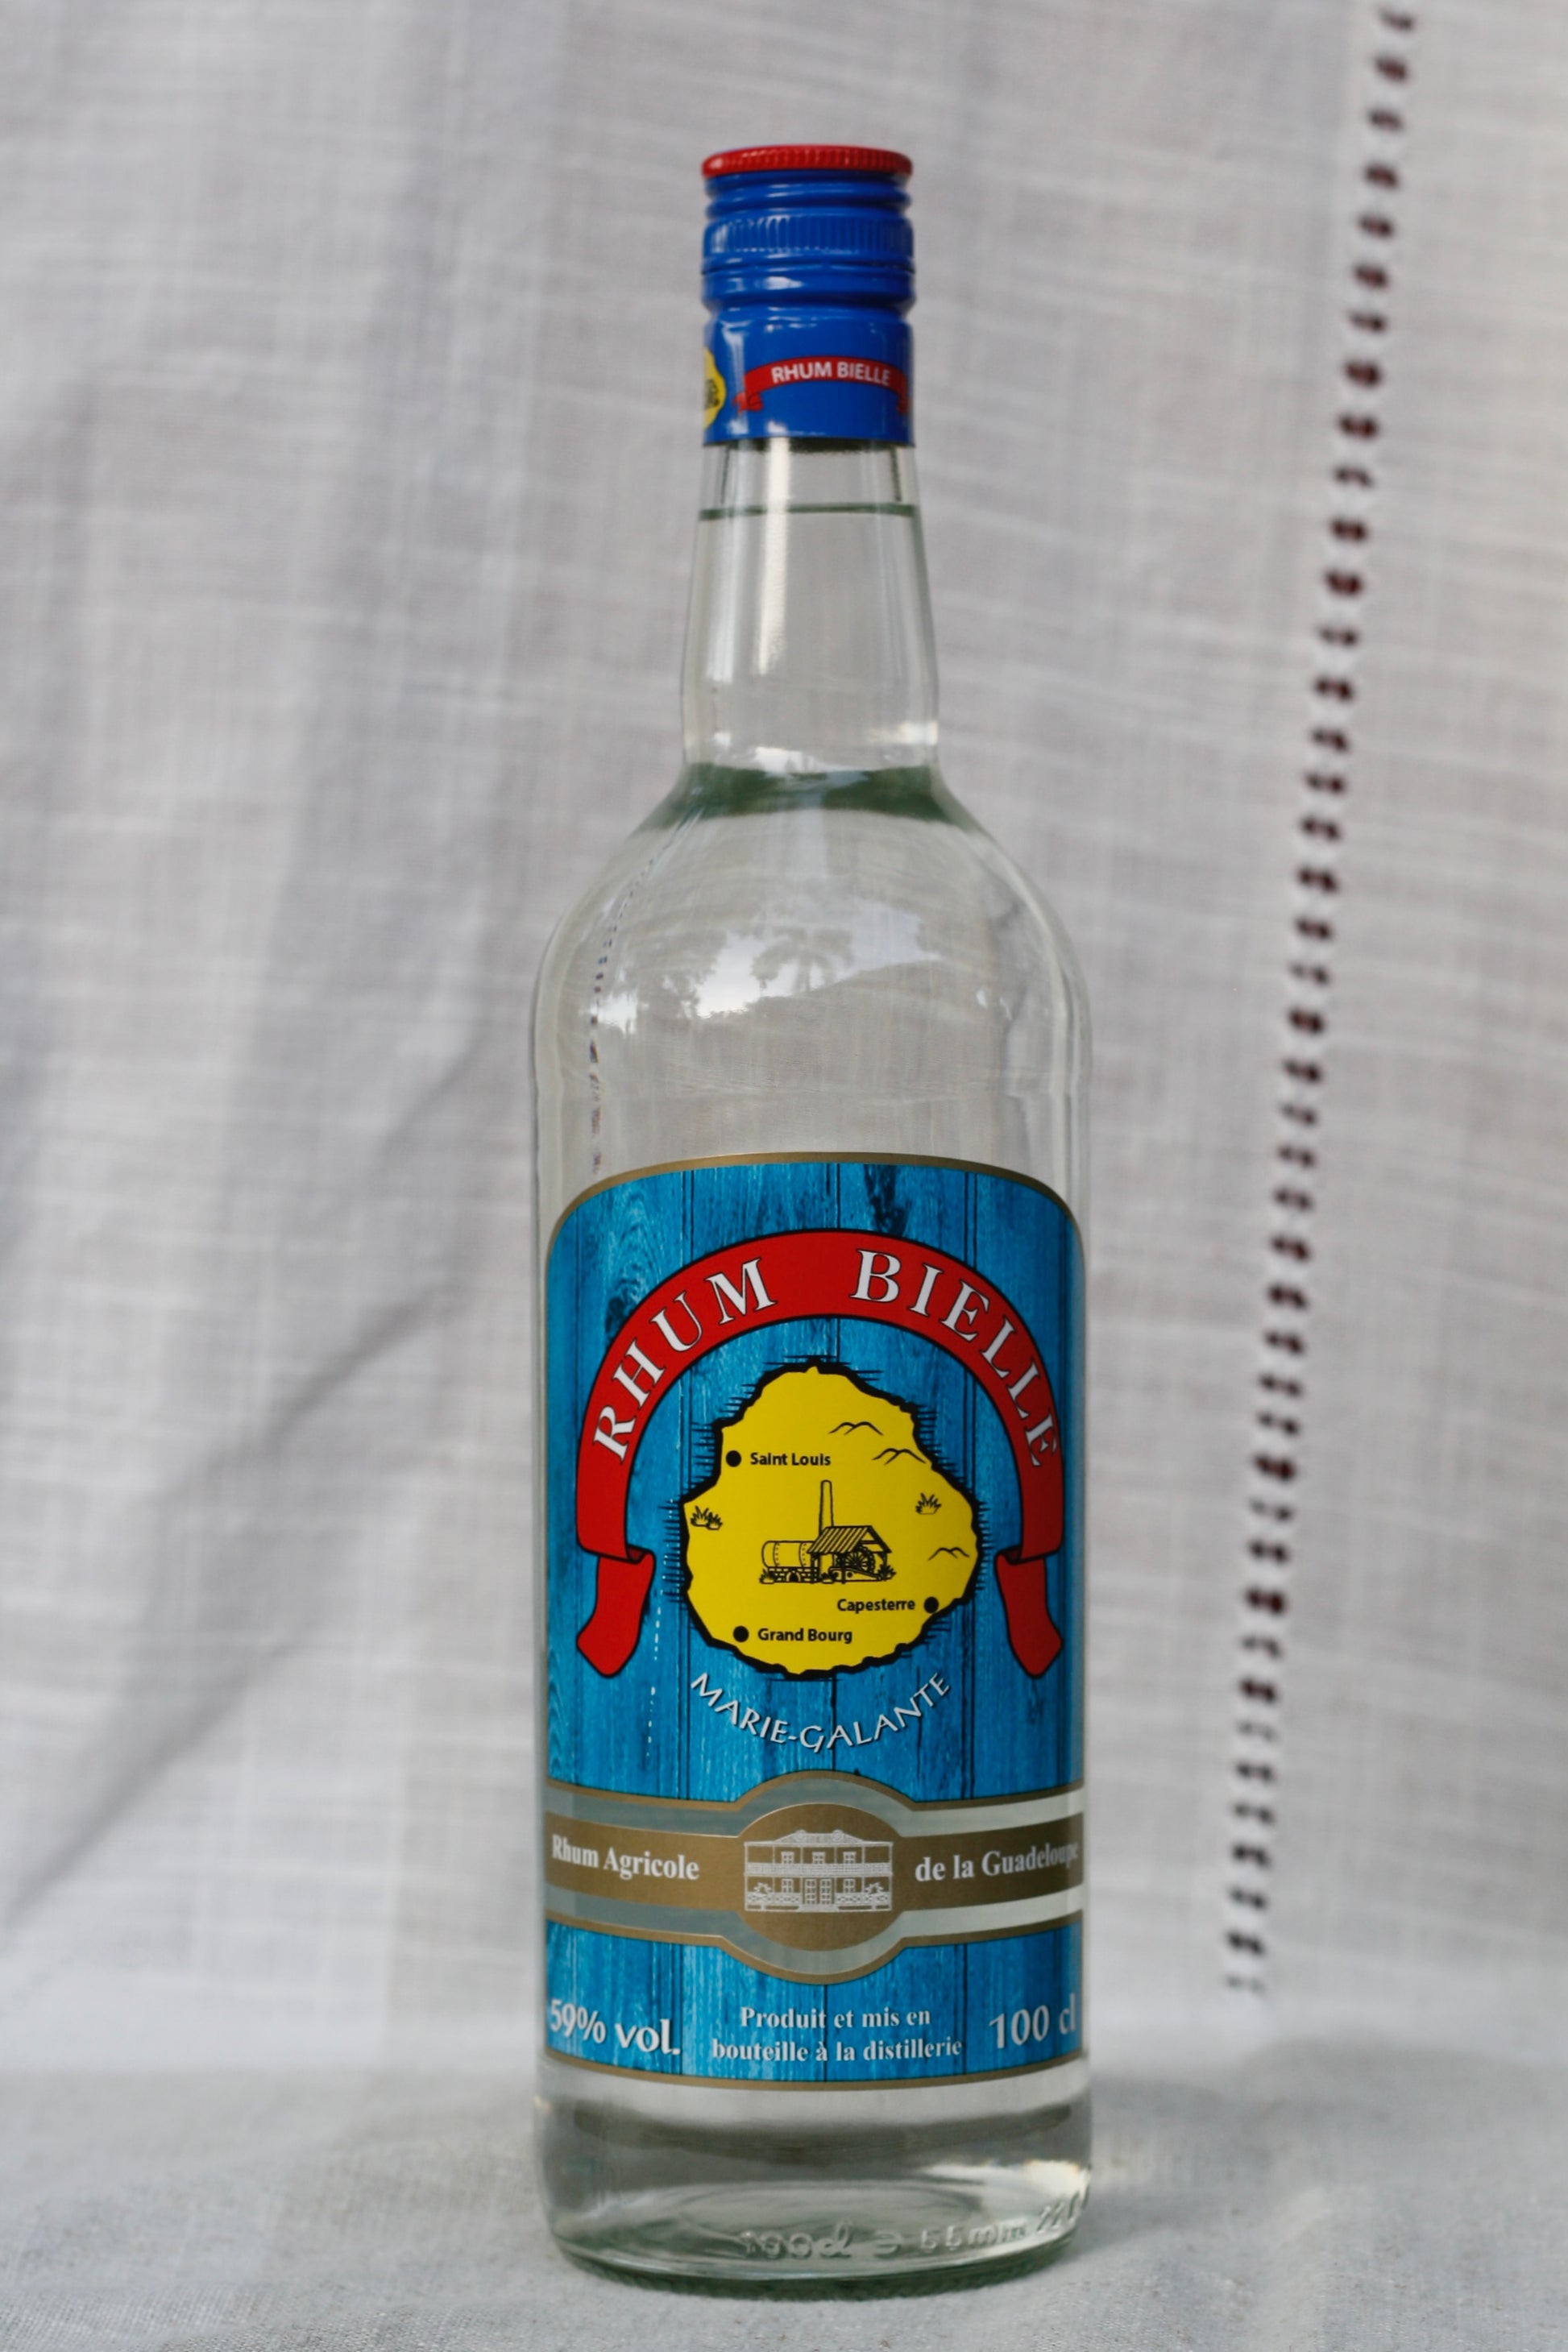 RHUM BIELLE
RHUM BIELLE
Saint Louis
Capesterre
Grand Bourg
MARIE-GALANTE
Rhum Agricole
de la Guadeloupe
59% vol.
Produit et mis en
bouteille à la distillerie
100 cl
55mm